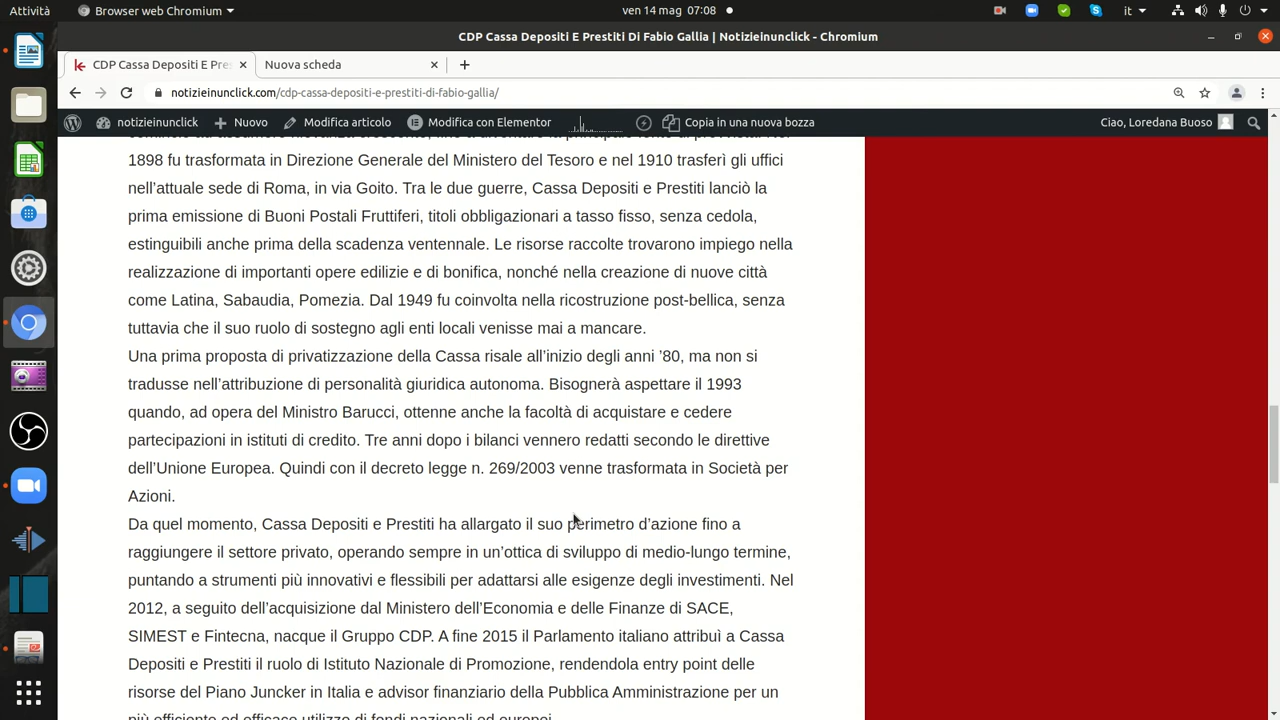 Attività
Browser web Chromium
ven 14 mag 07:08
it
CDP Cassa Depositi E Prestiti Di Fabio Gallia | Notizieinunclick - Chromium
CDP Cassa Depositi E Pres
Nuova scheda
notizieinunclick.com/cdp-cassa-depositi-e-prestiti-di-fabio-gallia/
notizieinunclick
Nuovo
Modifica articolo
Modifica con Elementor
Copia in una nuova bozza
Ciao, Loredana Buoso
1898 fu trasformata in Direzione Generale del Ministero del Tesoro e nel 1910 trasferì gli uffici
nell’attuale sede di Roma, in via Goito. Tra le due guerre, Cassa Depositi e Prestiti lanciò la
prima emissione di Buoni Postali Fruttiferi, titoli obbligazionari a tasso fisso, senza cedola,
estinguibili anche prima della scadenza ventennale. Le risorse raccolte trovarono impiego nella
realizzazione di importanti opere edilizie e di bonifica, nonché nella creazione di nuove città
come Latina, Sabaudia, Pomezia. Dal 1949 fu coinvolta nella ricostruzione post-bellica, senza
tuttavia che il suo ruolo di sostegno agli enti locali venisse mai a mancare.
Una prima proposta di privatizzazione della Cassa risale all’inizio degli anni ’80, ma non si
tradusse nell’attribuzione di personalità giuridica autonoma. Bisognerà aspettare il 1993
quando, ad opera del Ministro Barucci, ottenne anche la facoltà di acquistare e cedere
partecipazioni in istituti di credito. Tre anni dopo i bilanci vennero redatti secondo le direttive
dell’Unione Europea. Quindi con il decreto legge n. 269/2003 venne trasformata in Società per
Azioni.
Da quel momento, Cassa Depositi e Prestiti ha allargato il suo perimetro d’azione fino a
raggiungere il settore privato, operando sempre in un’ottica di sviluppo di medio-lungo termine,
puntando a strumenti più innovativi e flessibili per adattarsi alle esigenze degli investimenti. Nel
2012, a seguito dell’acquisizione dal Ministero dell’Economia e delle Finanze di SACE,
SIMEST e Fintecna, nacque il Gruppo CDP. A fine 2015 il Parlamento italiano attribuì a Cassa
Depositi e Prestiti il ruolo di Istituto Nazionale di Promozione, rendendola entry point delle
risorse del Piano Juncker in Italia e advisor finanziario della Pubblica Amministrazione per un
più efficiente ed efficace utilizzo di fondi nazionali ed europei.